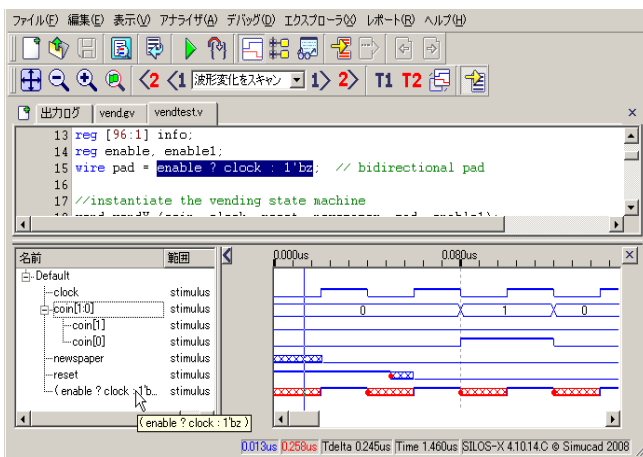 ファイル(F) 編集(E) 表示(V) アナライザ(A) デバッグ(D) エクスプローラ(X) レポート(R) ヘルプ(H)
<2 <1 波形変化をスキャン 1> 2> T1 T2
出力ログ vend.gv vendtest.v
13 reg [96:1] info;
14 reg enable, enable1;
15 wire pad = enable ? clock : 1'bz; // bidirectional pad
16
17 //instantiate the vending state machine
名前 範囲 0.000us 0.080us
Default
clock stimulus
coin[1:0] stimulus 0 1 0
coin[1] stimulus
coin[0] stimulus
newspaper stimulus
reset stimulus
( enable ? clock : 1'b... stimulus
( enable ? clock : 1'bz )
0.013us 0.258us Tdelta 0.245us Time 1.460us SILOS-X 4.10.14.C © Simucad 2008